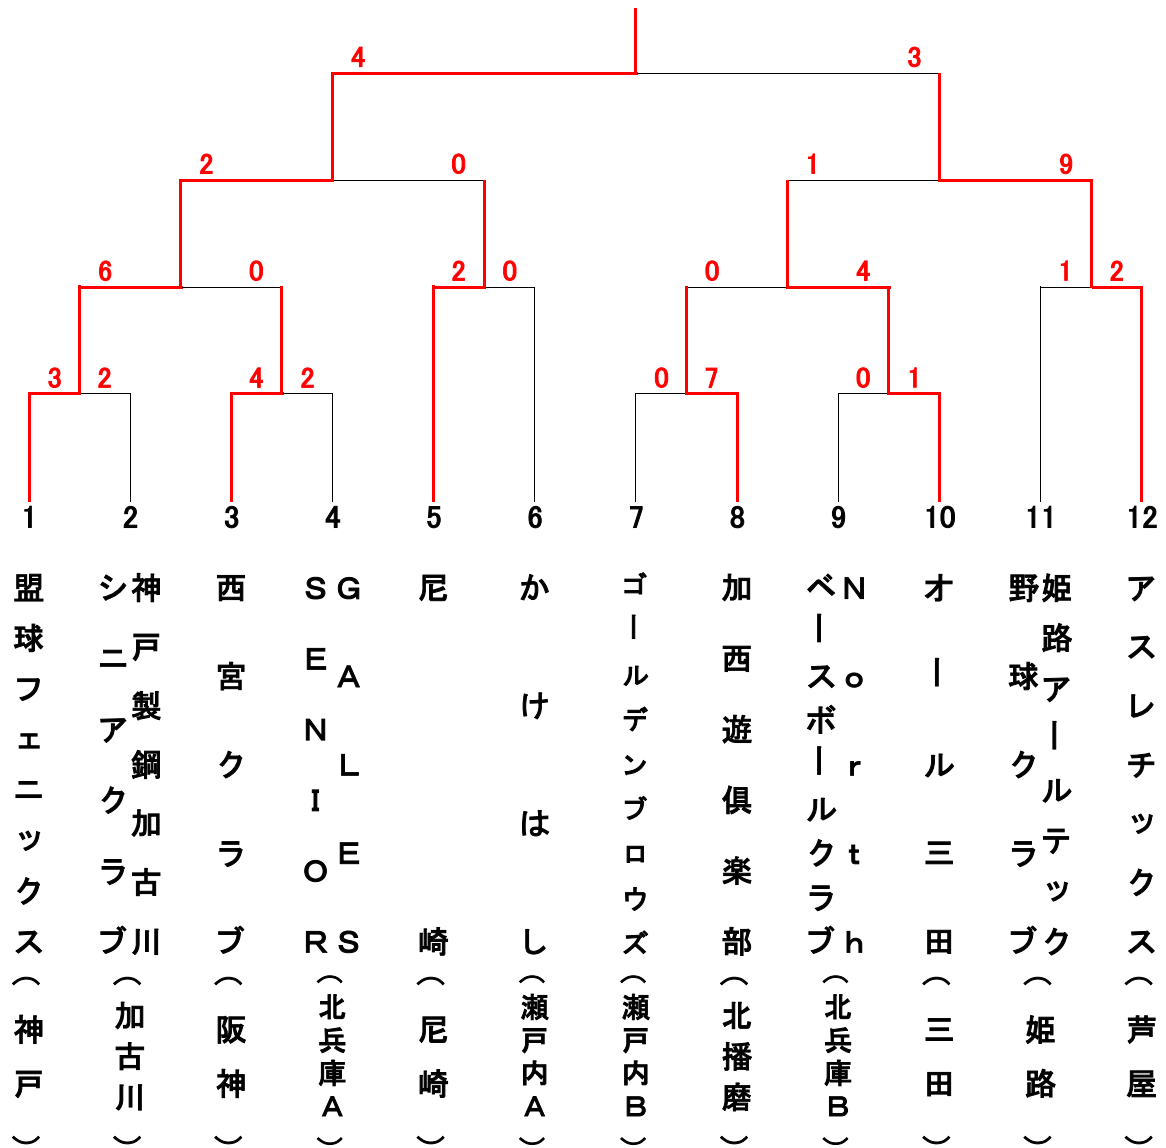 4 3
2 0 1 9
6 0 2 0 0 4 1 2
3 2 4 2 0 7 0 1
1 2 3 4 5 6 7 8 9 10 11 12
盟球フェニックス(神戸)
神戸製鋼加古川
シニアクラブ
(加古川)
西宮クラブ(阪神)
GALES
SENIORS
(北兵庫A)
尼崎(尼崎)
かけはし(瀬戸内A)
ゴールデンブロウズ(瀬戸内B)
加西遊倶楽部(北播磨)
North
ベースボールクラブ
(北兵庫B)
オール三田(三田)
姫路アールテック
野球クラブ
(姫路)
アスレチックス(芦屋)